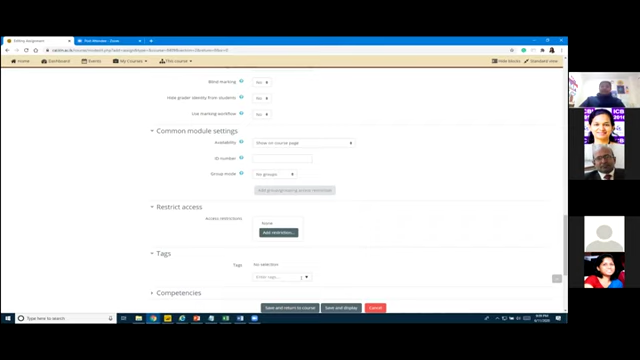 Editing Assignment
Home Dashboard Events My Courses This course Hide blocks Standard view
Blind marking No
Hide grader identity from students No
Use marking workflow No
Common module settings
Availability Show on course page
ID number
Group mode No groups
Restrict access
Access restrictions None
Add restriction...
Tags
Tags No selection
Enter tags...
Competencies
Save and return to course Save and display Cancel
Type here to search